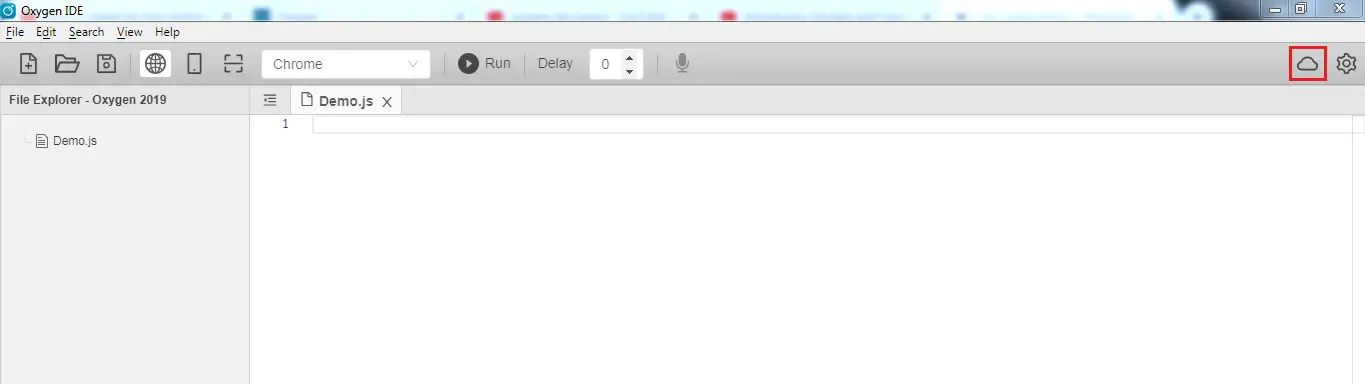 Oxygen IDE
File Edit Search View Help
Chrome Run Delay 0
File Explorer - Oxygen 2019 Demo.js X
Demo.js 1